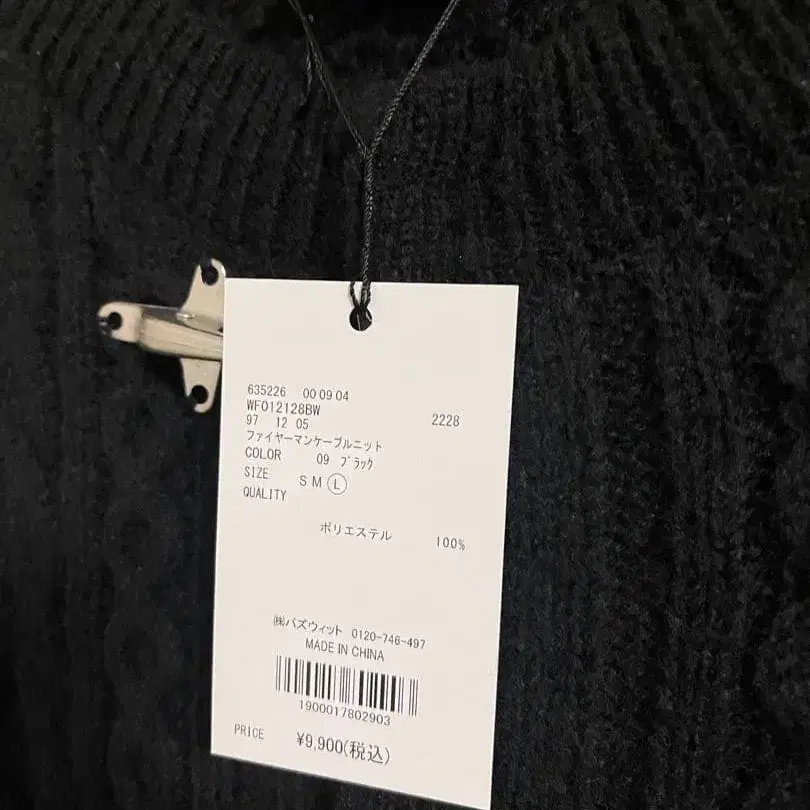 635226 00 09 04
WF012128BW
2228
97 12 05
ファイヤーマンケーブルニット
COLOR 09 ブラック
SIZE S M L
QUALITY
ポリエステル 100%
㈱バズウィット 0120-746-497
MADE IN CHINA
1900017802903
PRICE ¥9,900(税込)